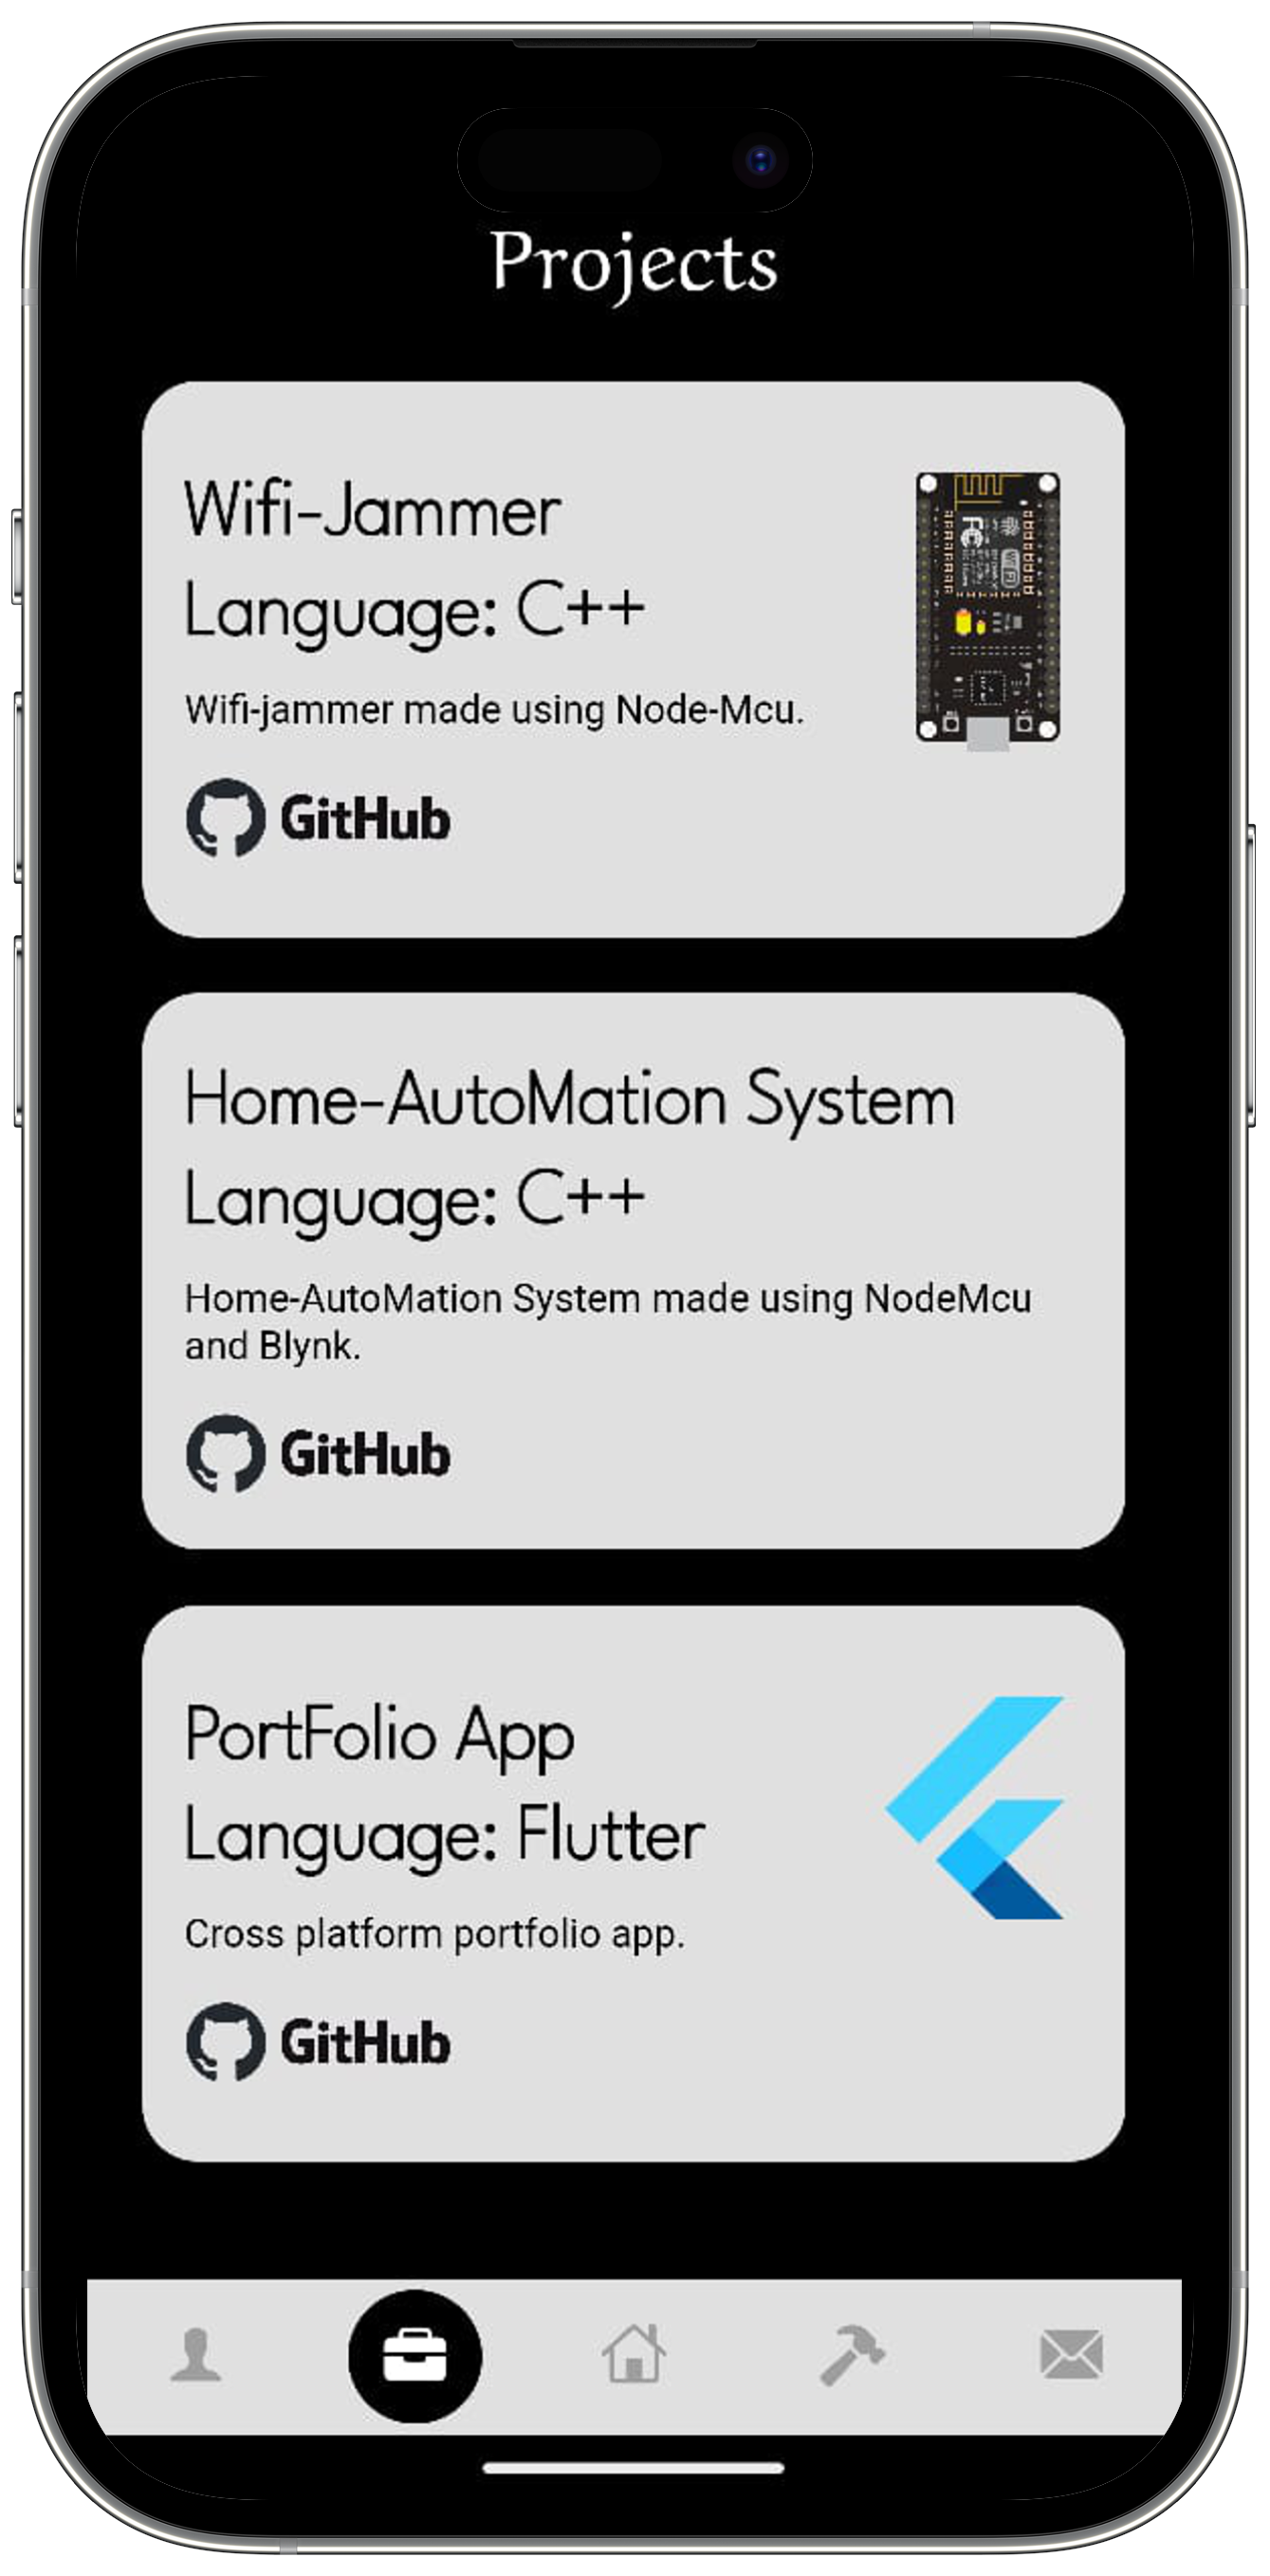 Projects
Wifi-Jammer
Language: C++
Wifi-jammer made using Node-Mcu.
GitHub
Home-AutoMation System
Language: C++
Home-AutoMation System made using NodeMcu
and Blynk.
GitHub
PortFolio App
Language: Flutter
Cross platform portfolio app.
GitHub